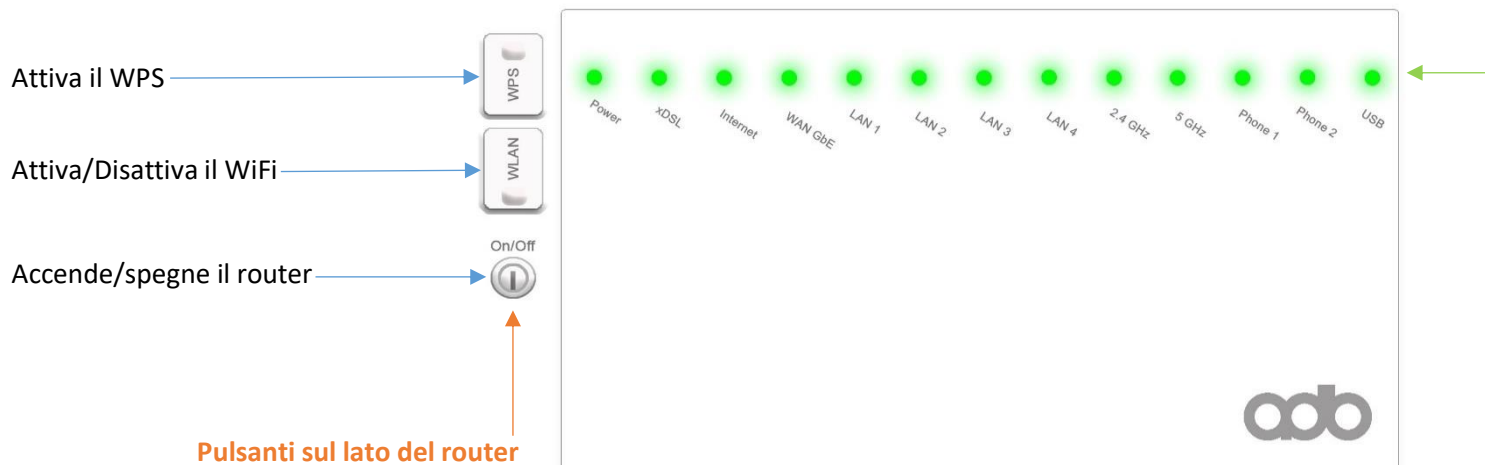 Attiva il WPS
WPS
Attiva/Disattiva il WiFi
WLAN
On/Off
Accende/spegne il router
Pulsanti sul lato del router
Power
xDSL
Internet
WAN GbE
LAN 1
LAN 2
LAN 3
LAN 4
2.4 GHz
5 GHz
Phone 1
Phone 2
USB
adb